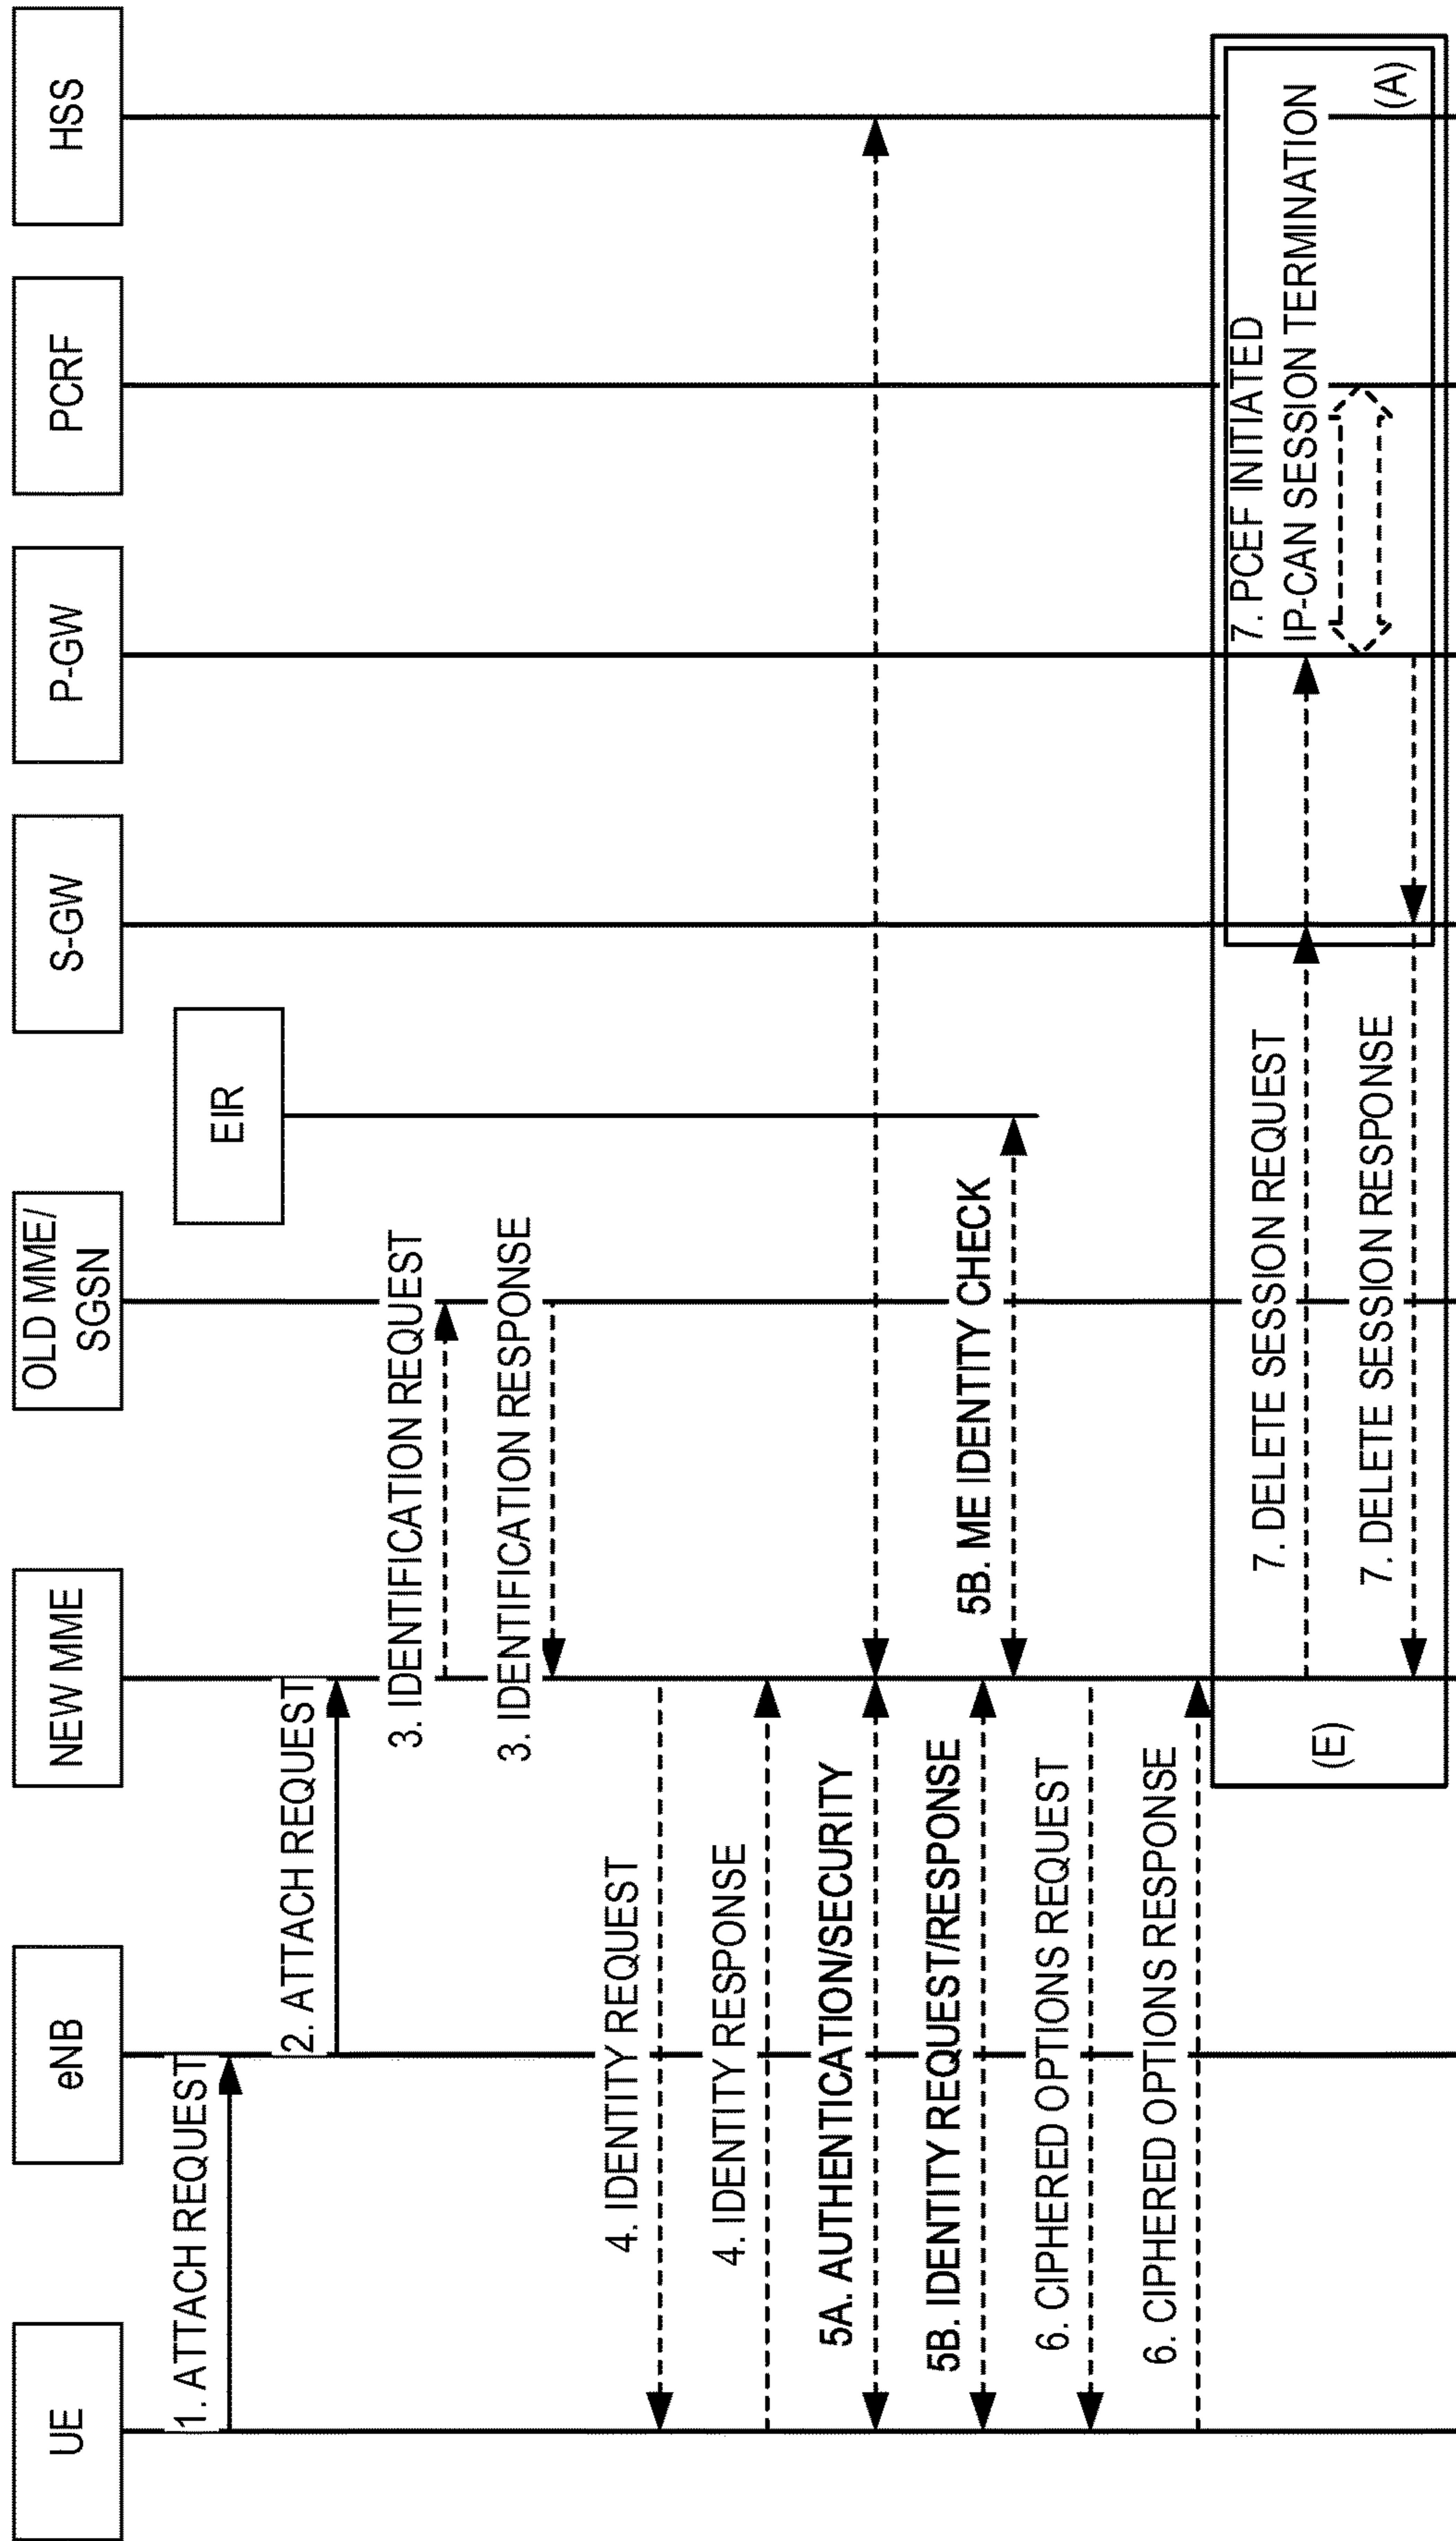 UE
eNB
NEW MME
OLD MME/
SGSN
EIR
S-GW
P-GW
PCRF
HSS
1. ATTACH REQUEST
2. ATTACH REQUEST
3. IDENTIFICATION REQUEST
3. IDENTIFICATION RESPONSE
4. IDENTITY REQUEST
4. IDENTITY RESPONSE
5A. AUTHENTICATION/SECURITY
5B. IDENTITY REQUEST/RESPONSE
5B. ME IDENTITY CHECK
6. CIPHERED OPTIONS REQUEST
6. CIPHERED OPTIONS RESPONSE
(E)
7. DELETE SESSION REQUEST
7. PCEF INITIATED
IP-CAN SESSION TERMINATION
7. DELETE SESSION RESPONSE
(A)